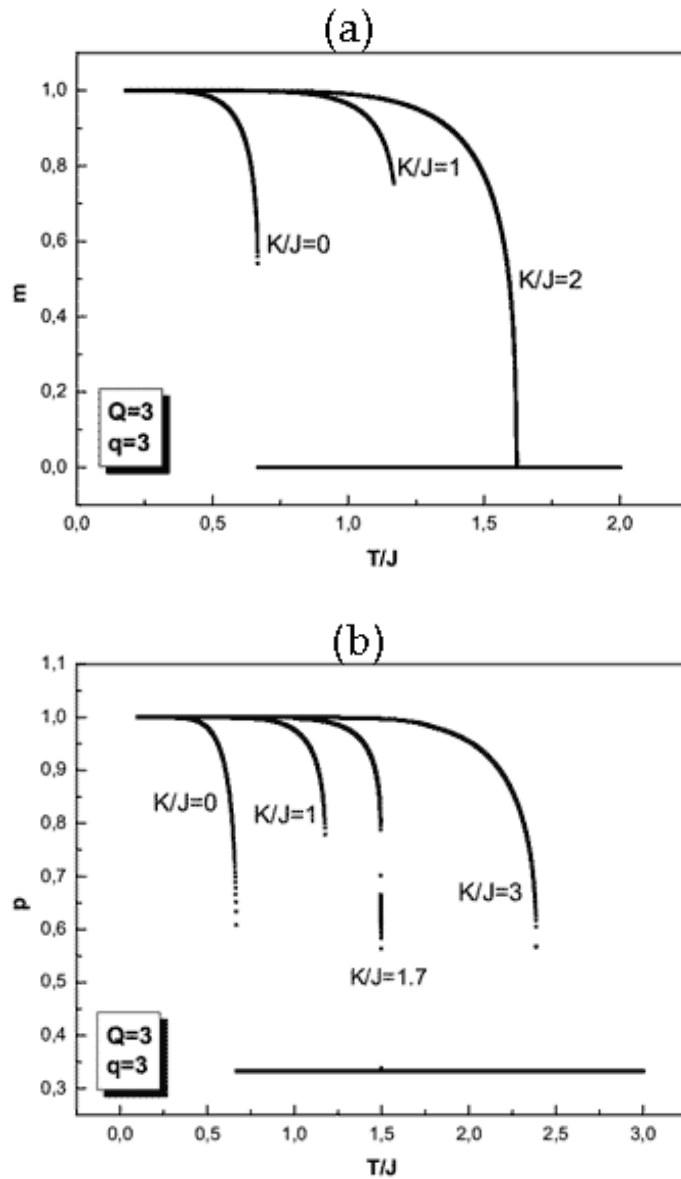 (a)
1,0
0,8
K/J=1
K/J=0
0,6
m
K/J=2
0,4
0,2
Q=3
q=3
0,0
0,0 0,5 1,0 1,5 2,0
T/J
(b)
1,1
1,0
0,9
K/J=0 K/J=1
0,8
0,7
p
K/J=3
0,6
K/J=1.7
0,5
0,4
Q=3
q=3
0,3
0,0 0,5 1,0 1,5 2,0 2,5 3,0
T/J